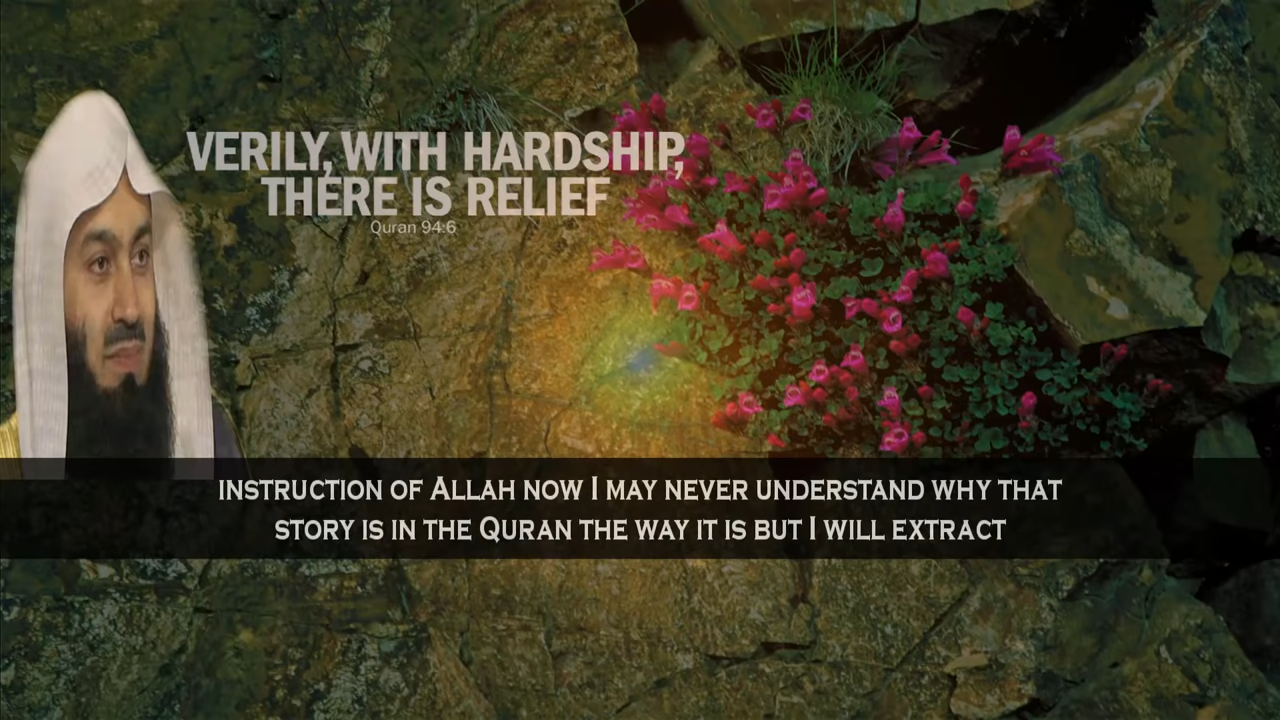 VERILY, WITH HARDSHIP,
THERE IS RELIEF
Quran 94:6
INSTRUCTION OF ALLAH NOW I MAY NEVER UNDERSTAND WHY THAT
STORY IS IN THE QURAN THE WAY IT IS BUT I WILL EXTRACT